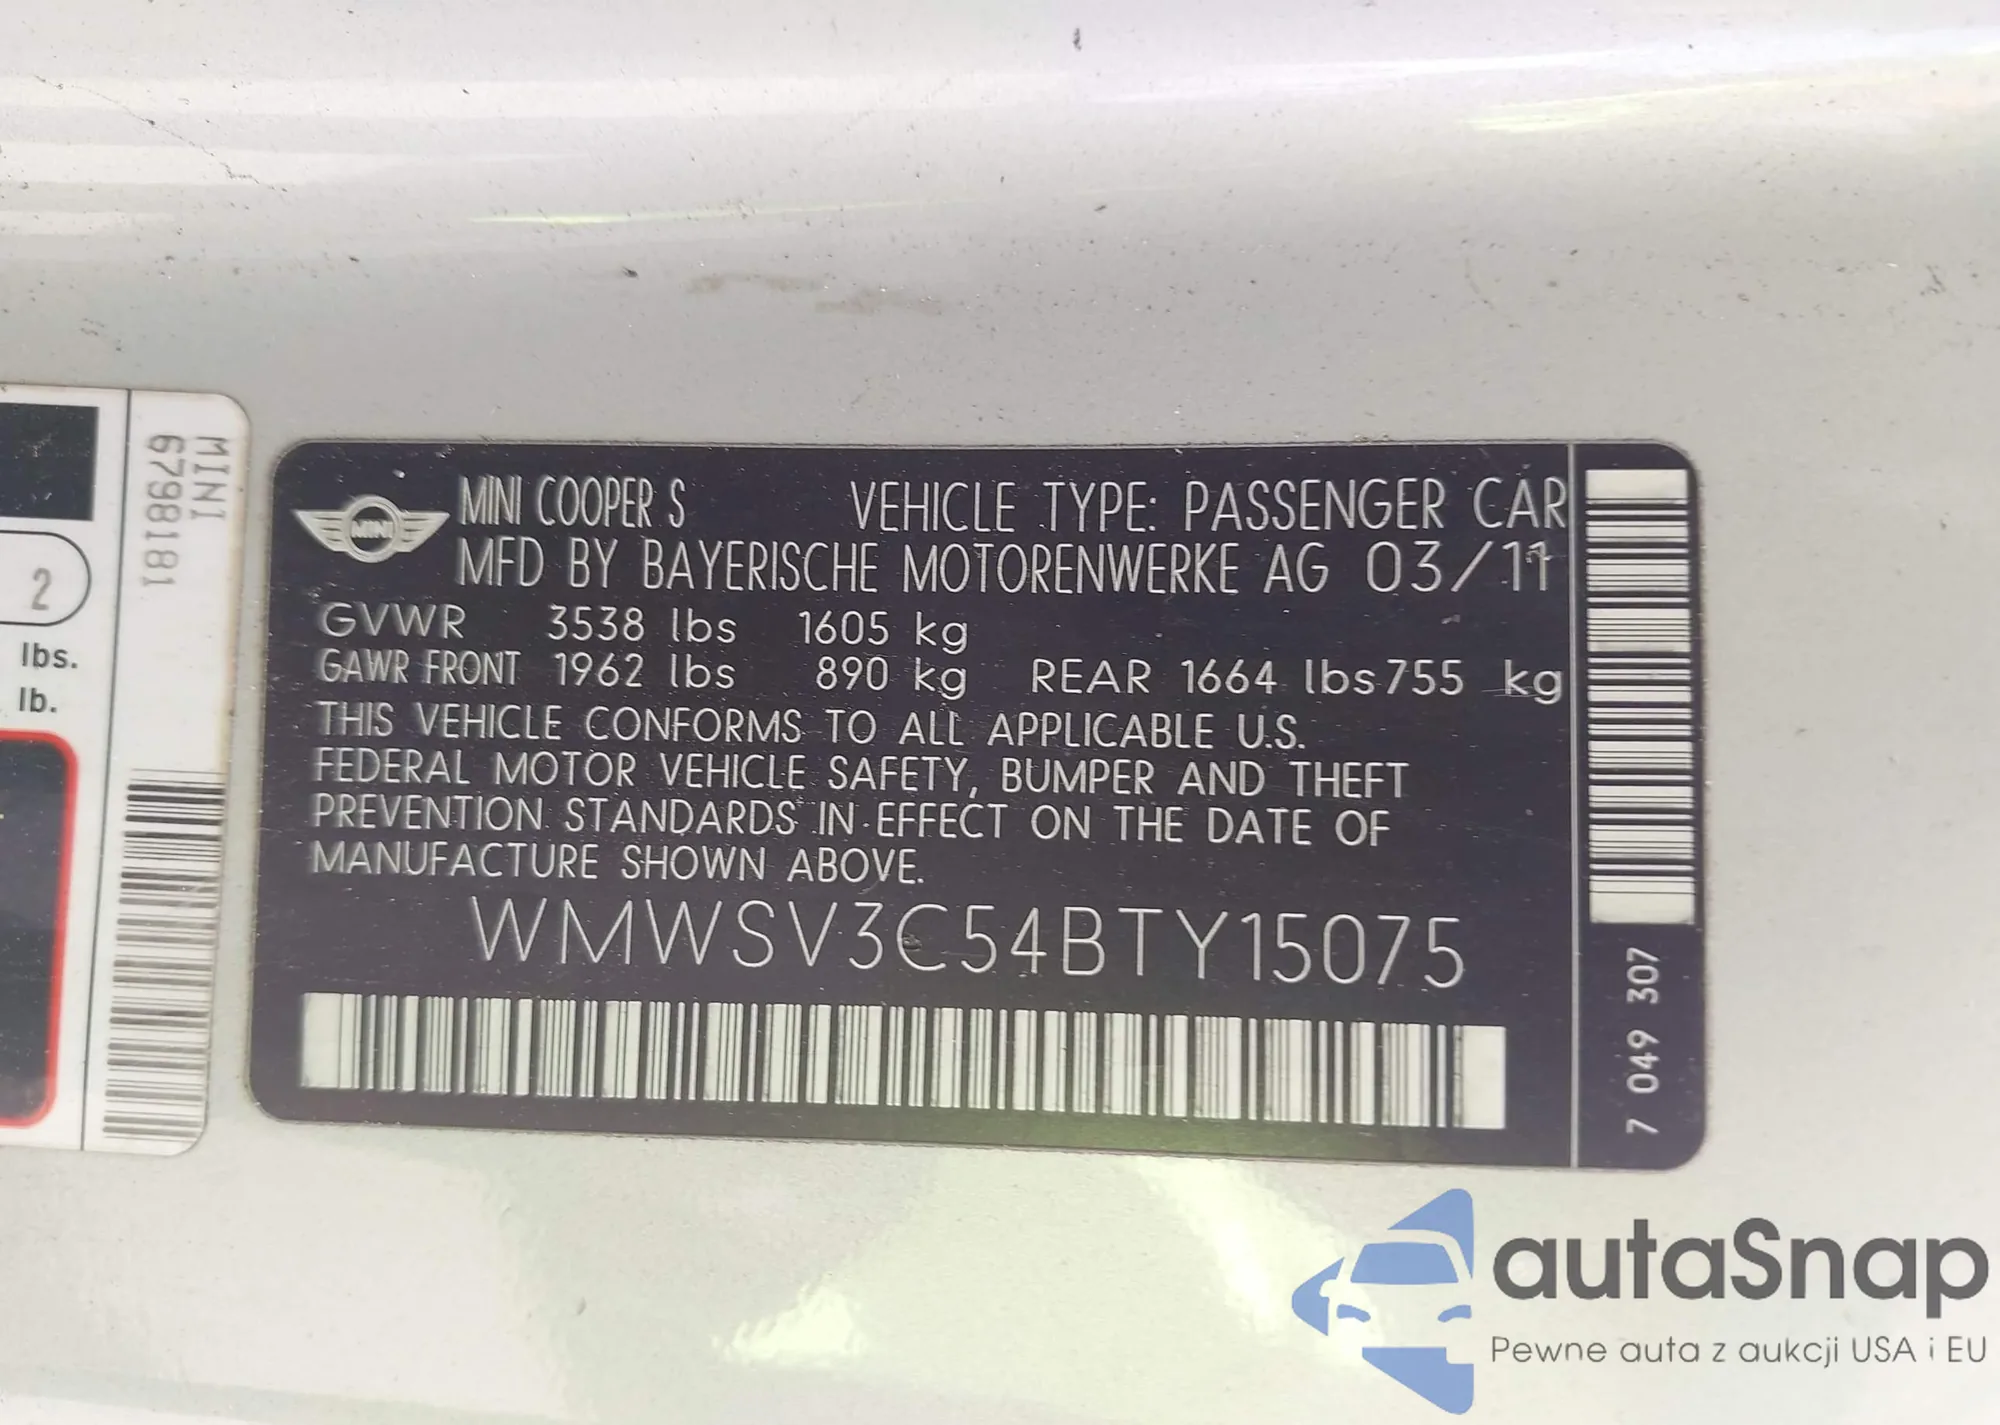 MINI
6798181
2
lbs.
lb.
MINI
MINI COOPER S VEHICLE TYPE: PASSENGER CAR
MFD BY BAYERISCHE MOTORENWERKE AG 03/11
GVWR 3538 lbs 1605 kg
GAWR FRONT 1962 lbs 890 kg REAR 1664 lbs 755 kg
THIS VEHICLE CONFORMS TO ALL APPLICABLE U.S.
FEDERAL MOTOR VEHICLE SAFETY, BUMPER AND THEFT
PREVENTION STANDARDS IN EFFECT ON THE DATE OF
MANUFACTURE SHOWN ABOVE.
WMWSV3C54BTY15075
7 049 307
autaSnap
Pewne auta z aukcji USA i EU